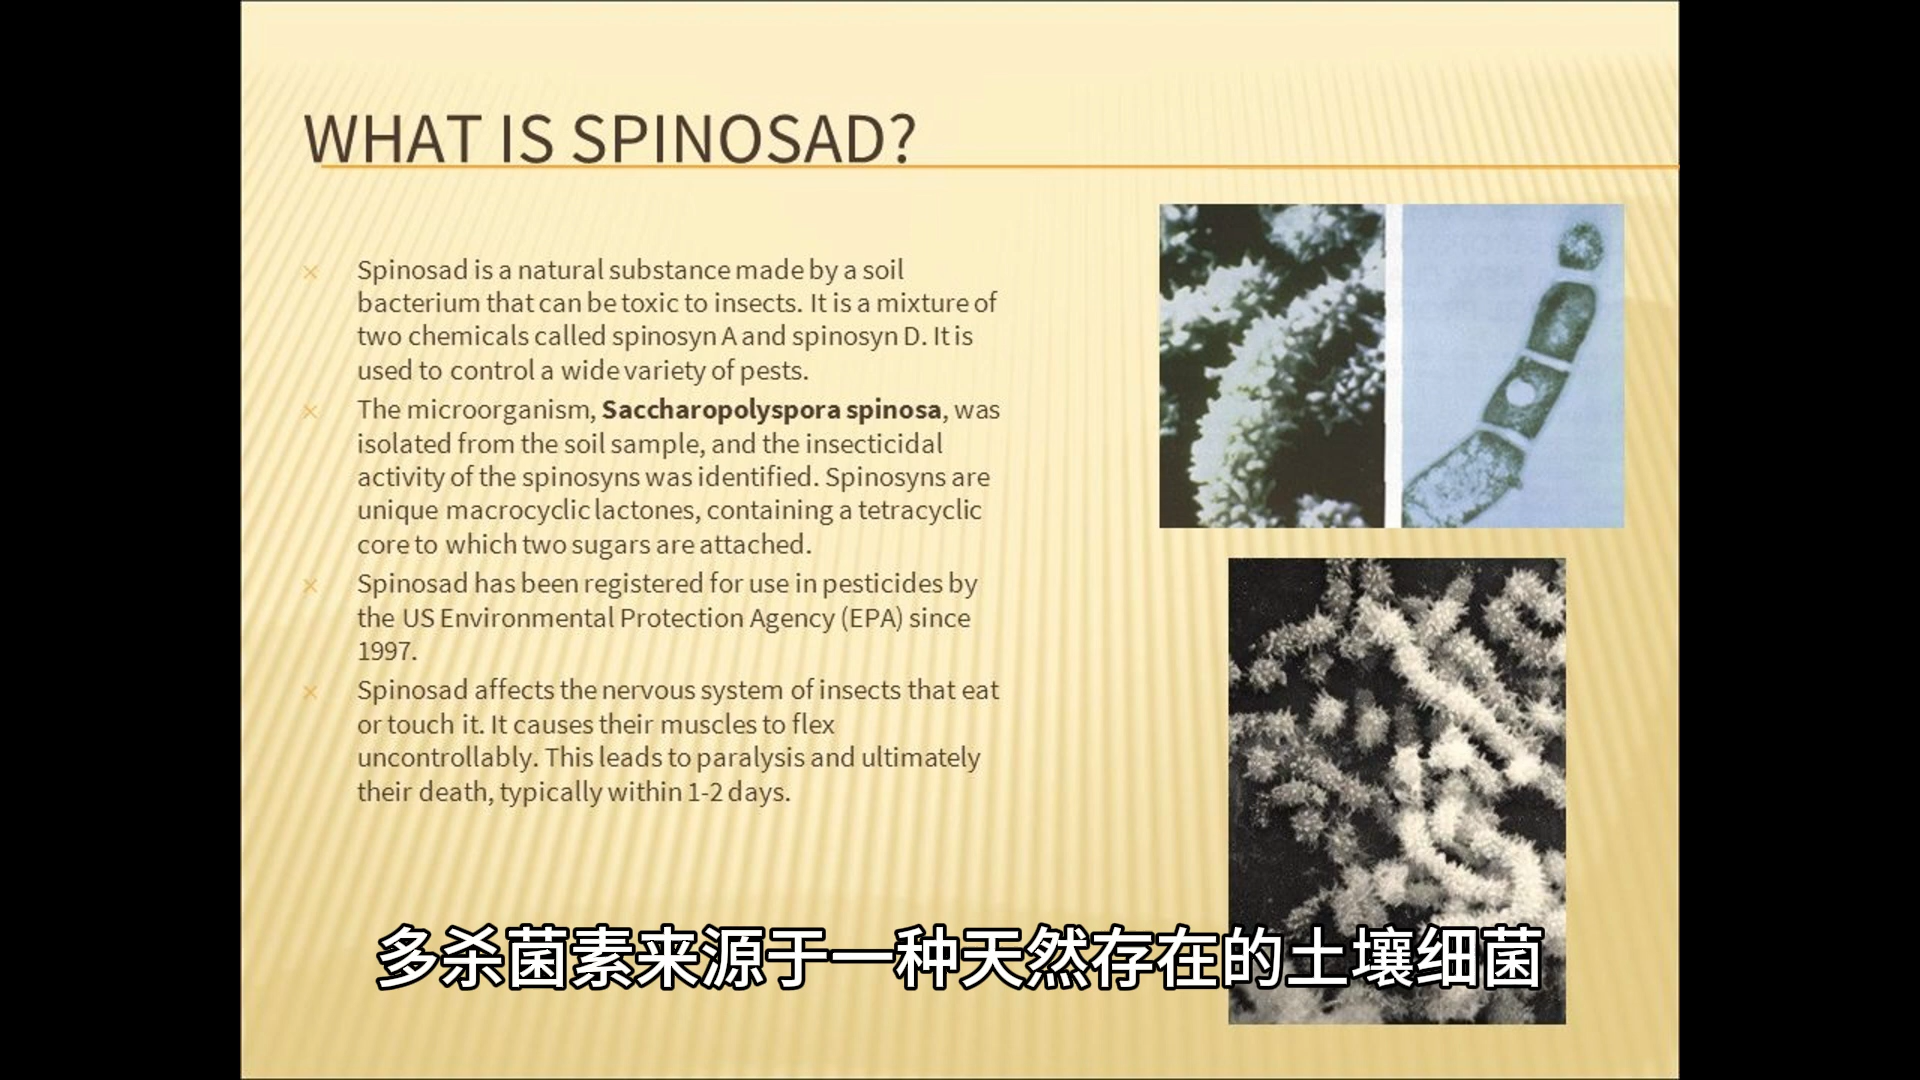 WHAT IS SPINOSAD?
Spinosad is a natural substance made by a soil
bacterium that can be toxic to insects. It is a mixture of
two chemicals called spinosyn A and spinosyn D. It is
used to control a wide variety of pests.
The microorganism, Saccharopolyspora spinosa, was
isolated from the soil sample, and the insecticidal
activity of the spinosyns was identified. Spinosyns are
unique macrocyclic lactones, containing a tetracyclic
core to which two sugars are attached.
Spinosad has been registered for use in pesticides by
the US Environmental Protection Agency (EPA) since
1997.
Spinosad affects the nervous system of insects that eat
or touch it. It causes their muscles to flex
uncontrollably. This leads to paralysis and ultimately
their death, typically within 1-2 days.
多杀菌素来源于一种天然存在的土壤细菌